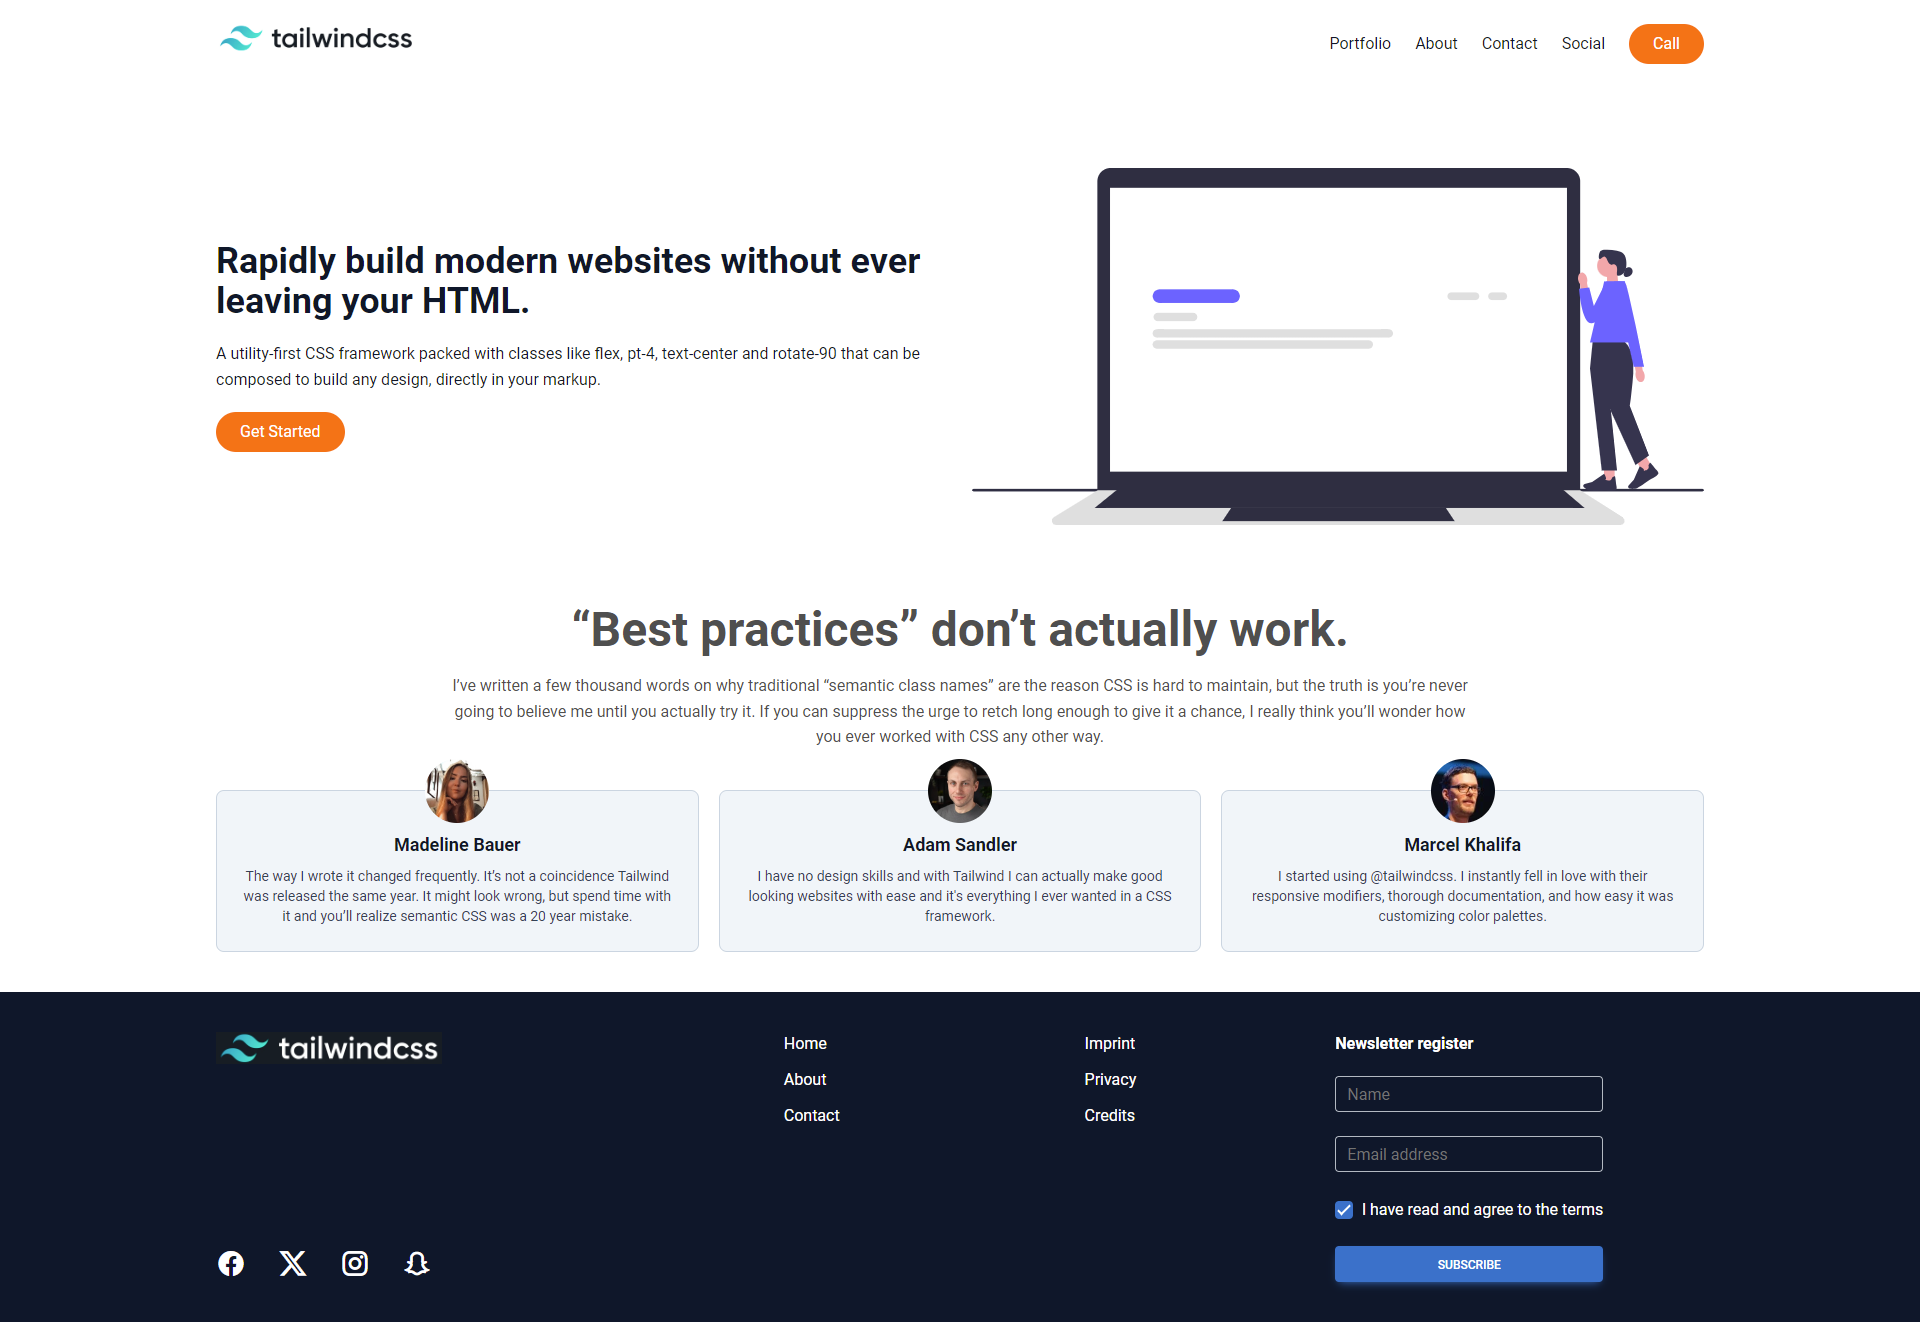 tailwindcss
Portfolio About Contact Social Call
Rapidly build modern websites without ever
leaving your HTML.
A utility-first CSS framework packed with classes like flex, pt-4, text-center and rotate-90 that can be
composed to build any design, directly in your markup.
Get Started
“Best practices” don’t actually work.
I’ve written a few thousand words on why traditional “semantic class names” are the reason CSS is hard to maintain, but the truth is you’re never
going to believe me until you actually try it. If you can suppress the urge to retch long enough to give it a chance, I really think you’ll wonder how
you ever worked with CSS any other way.
Madeline Bauer
The way I wrote it changed frequently. It’s not a coincidence Tailwind
was released the same year. It might look wrong, but spend time with
it and you’ll realize semantic CSS was a 20 year mistake.
Adam Sandler
I have no design skills and with Tailwind I can actually make good
looking websites with ease and it's everything I ever wanted in a CSS
framework.
Marcel Khalifa
I started using @tailwindcss. I instantly fell in love with their
responsive modifiers, thorough documentation, and how easy it was
customizing color palettes.
tailwindcss
Home
About
Contact
Imprint
Privacy
Credits
Newsletter register
Name
Email address
I have read and agree to the terms
SUBSCRIBE